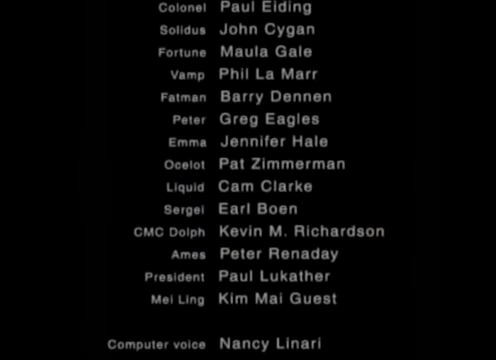 Colonel Paul Eiding
Solidus John Cygan
Fortune Maula Gale
Vamp Phil La Marr
Fatman Barry Dennen
Peter Greg Eagles
Emma Jennifer Hale
Ocelot Pat Zimmerman
Liquid Cam Clarke
Sergei Earl Boen
CMC Dolph Kevin M. Richardson
Ames Peter Renaday
President Paul Lukather
Mei Ling Kim Mai Guest
Computer voice Nancy Linari